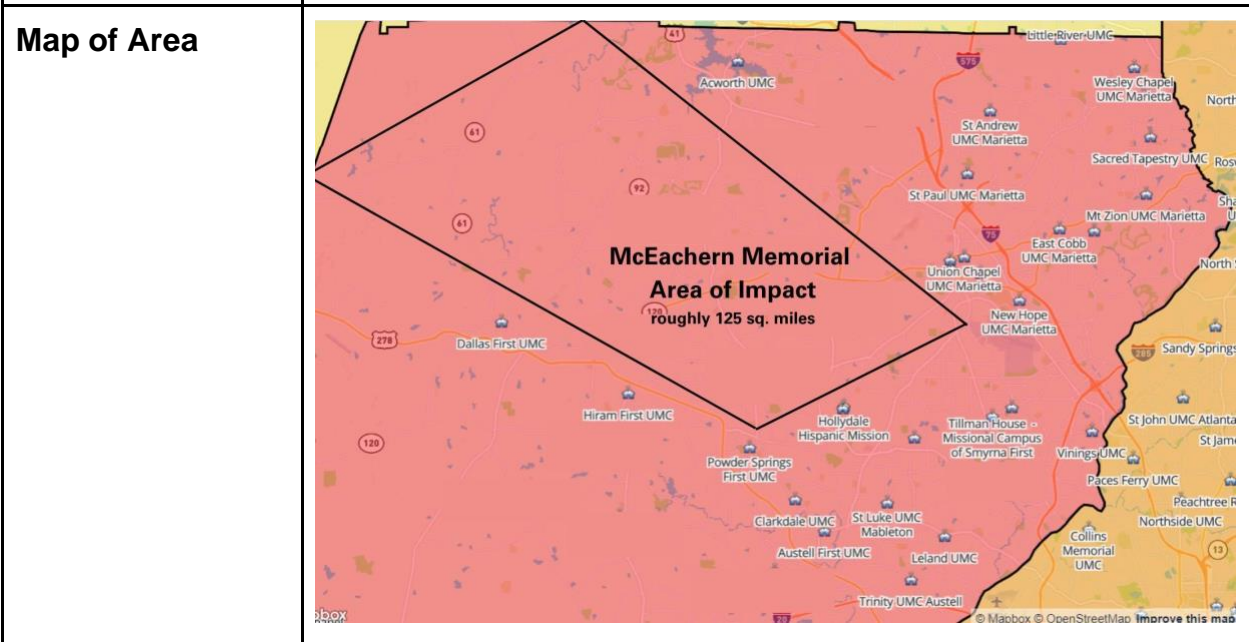 Map of Area
41
Little River UMC
575
Acworth UMC
Wesley Chapel
UMC Marietta
North
St Andrew
UMC Marietta
61
Sacred Tapestry UMC
92
St Paul UMC Marietta
Mt Zion UMC Marietta
61
75
East Cobb
UMC Marietta
McEachern Memorial
Area of Impact
roughly 125 sq. miles
120
Union Chapel
UMC Marietta
North
New Hope
UMC Marietta
278
Dallas First UMC
285
Sandy Springs
Hiram First UMC
Hollydale
Hispanic Mission
Tillman House -
Missional Campus
of Smyrna First
St John UMC Atlanta
St Jam
120
Vinings UMC
Powder Springs
First UMC
Paces Ferry UMC
Peachtree R
Clarkdale UMC
St Luke UMC
Mableton
Northside UMC
Austell First UMC
Leland UMC
Collins
Memorial
UMC
13
Trinity UMC Austell
20
© Mapbox © OpenStreetMap Improve this map